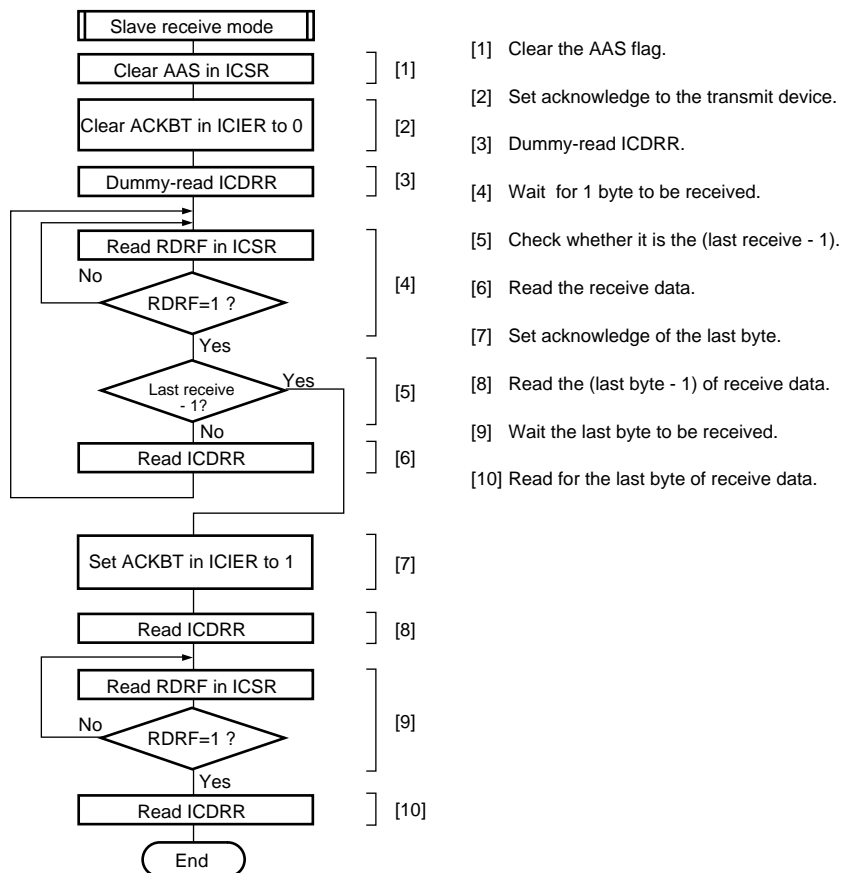 Slave receive mode
Clear AAS in ICSR
[1]
Clear ACKBT in ICIER to 0
[2]
Dummy-read ICDRR
[3]
Read RDRF in ICSR
No
RDRF=1 ?
[4]
Yes
Last receive
- 1?
Yes
[5]
No
Read ICDRR
[6]
Set ACKBT in ICIER to 1
[7]
Read ICDRR
[8]
Read RDRF in ICSR
No
RDRF=1 ?
[9]
Yes
Read ICDRR
[10]
End
[1] Clear the AAS flag.
[2] Set acknowledge to the transmit device.
[3] Dummy-read ICDRR.
[4] Wait for 1 byte to be received.
[5] Check whether it is the (last receive - 1).
[6] Read the receive data.
[7] Set acknowledge of the last byte.
[8] Read the (last byte - 1) of receive data.
[9] Wait the last byte to be received.
[10] Read for the last byte of receive data.